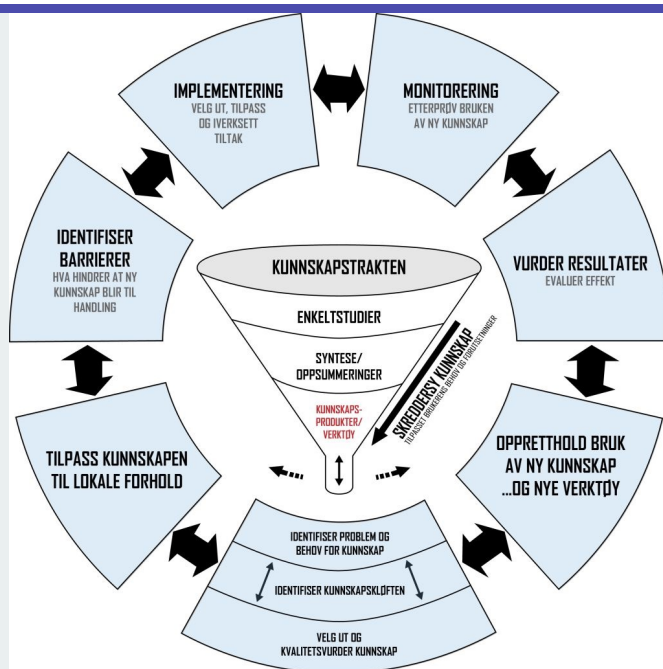 IMPLEMENTERING
VELG UT, TILPASS
OG IVERKSETT
TILTAK
MONITORERING
ETTERPRØV BRUKEN
AV NY KUNNSKAP
IDENTIFISER
BARRIERER
HVA HINDRER AT NY
KUNNSKAP BLIR TIL
HANDLING
VURDER RESULTATER
EVALUER EFFEKT
KUNNSKAPSTRAKTEN
ENKELTSTUDIER
SYNTESE/
OPPSUMMERINGER
KUNNSKAPS-
PRODUKTER/
VERKTØY
SKREDDERSY KUNNSKAP
TILPASSET BRUKERENS BEHOV OG FORUTSETNINGER
TILPASS KUNNSKAPEN
TIL LOKALE FORHOLD
OPPRETTHOLD BRUK
AV NY KUNNSKAP
...OG NYE VERKTØY
IDENTIFISER PROBLEM OG
BEHOV FOR KUNNSKAP
IDENTIFISER KUNNSKAPSKLØFTEN
VELG UT OG
KVALITETSVURDER KUNNSKAP